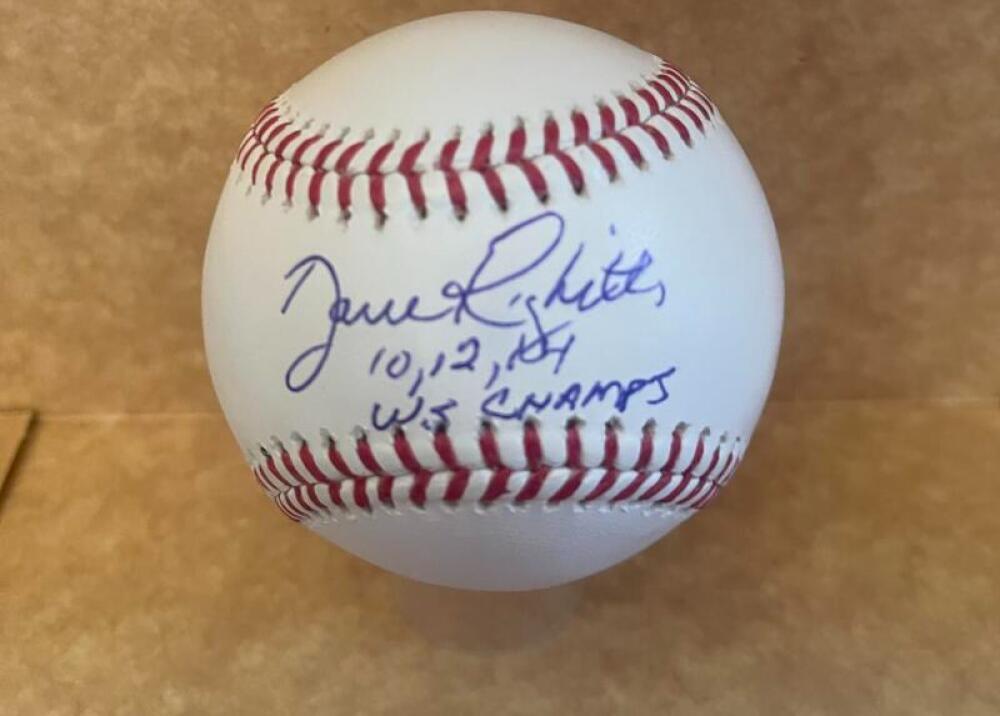 Dave Righetti
10, 12, 14
W.S CHAMPS